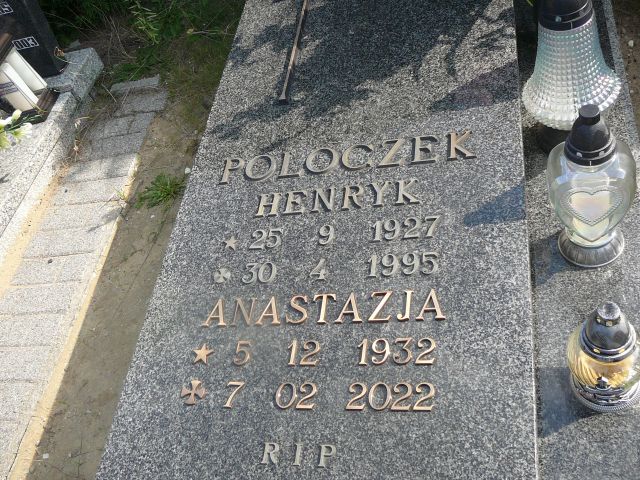 POLOCZEK
HENRYK
25 9 1927
30 4 1995
ANASTAZJA
5 12 1932
7 02 2022
RIP